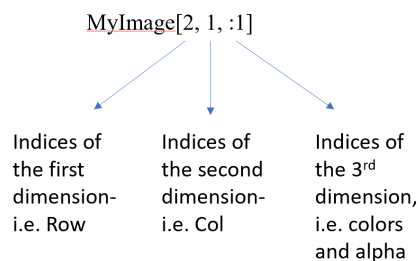 MyImage[2, 1, :1]
Indices of
the first
dimension-
i.e. Row
Indices of
the second
dimension-
i.e. Col
Indices of
the 3rd
dimension,
i.e. colors
and alpha